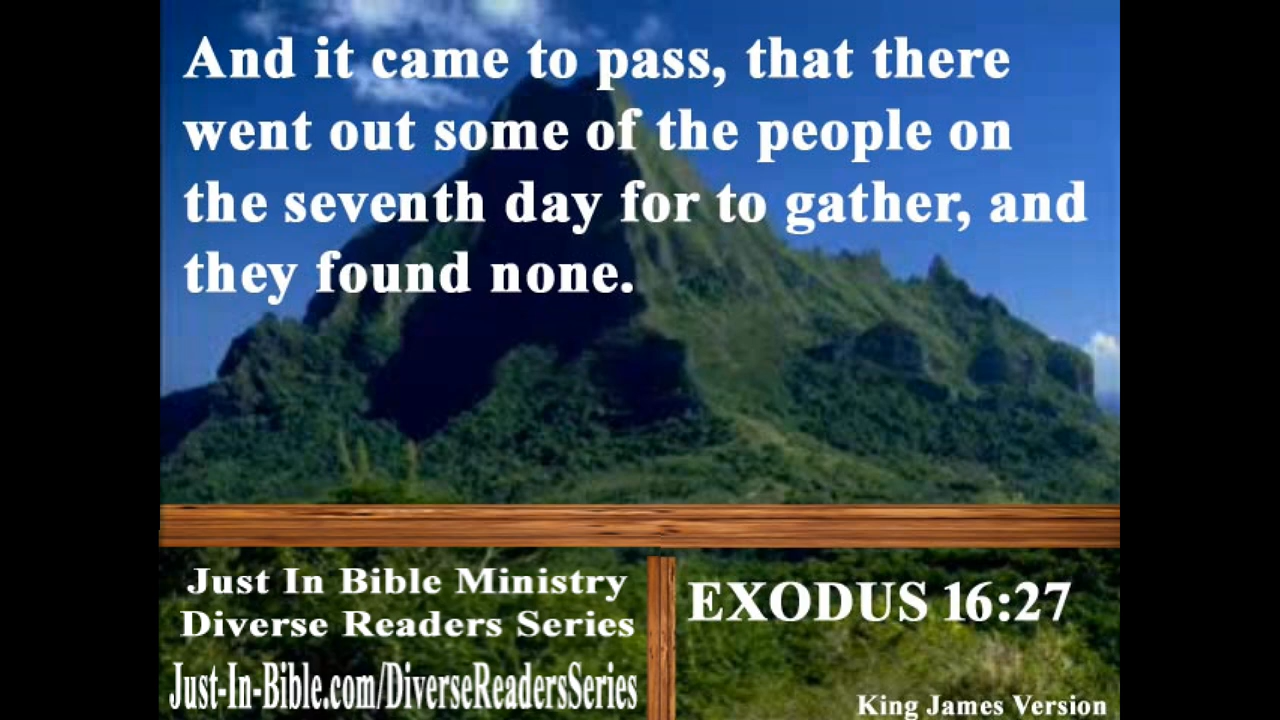 And it came to pass, that there
went out some of the people on
the seventh day for to gather, and
they found none.
Just In Bible Ministry
Diverse Readers Series
Just-In-Bible.com/DiverseReadersSeries
EXODUS 16:27
King James Version